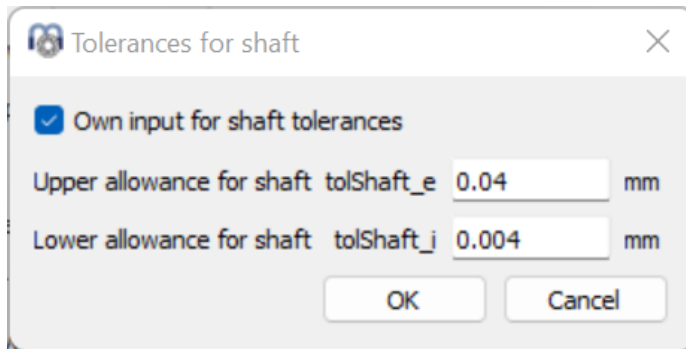 Tolerances for shaft
Own input for shaft tolerances
Upper allowance for shaft tolShaft_e 0.04 mm
Lower allowance for shaft tolShaft_i 0.004 mm
OK Cancel